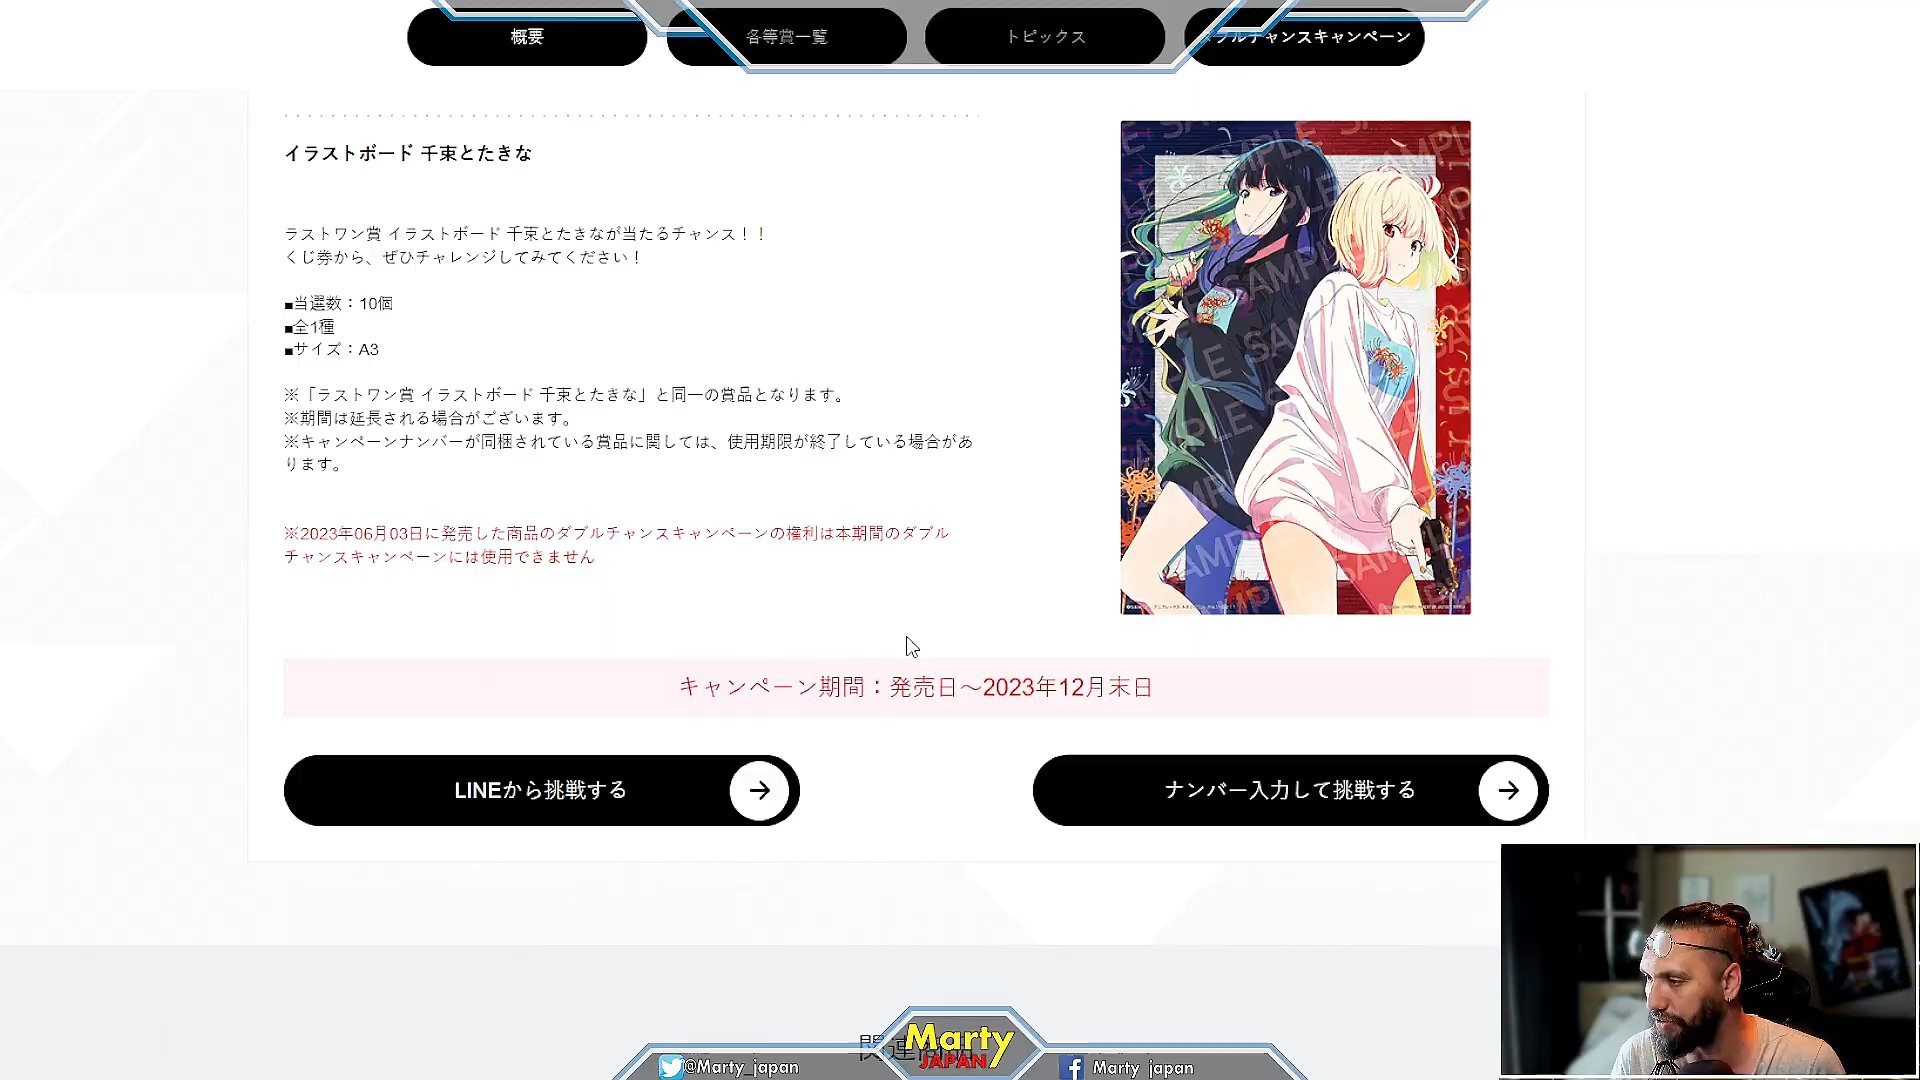 概要
各等賞一覧
トピックス
ブルチャンスキャンペーン
イラストボード 千束とたきな
ラストワン賞 イラストボード 千束とたきなが当たるチャンス！！
くじ券から、ぜひチャレンジしてみてください！
■当選数：10個
■全1種
■サイズ：A3
※「ラストワン賞 イラストボード 千束とたきな」と同一の賞品となります。
※期間は延長される場合がございます。
※キャンペーンナンバーが同梱されている賞品に関しては、使用期限が終了している場合があ
ります。
※2023年06月03日に発売した商品のダブルチャンスキャンペーンの権利は本期間のダブル
チャンスキャンペーンには使用できません
SAMPLE SAMPLE
キャンペーン期間：発売日～2023年12月末日
LINEから挑戦する
ナンバー入力して挑戦する
関連
Marty
JAPAN
@Marty_japan
Marty japan